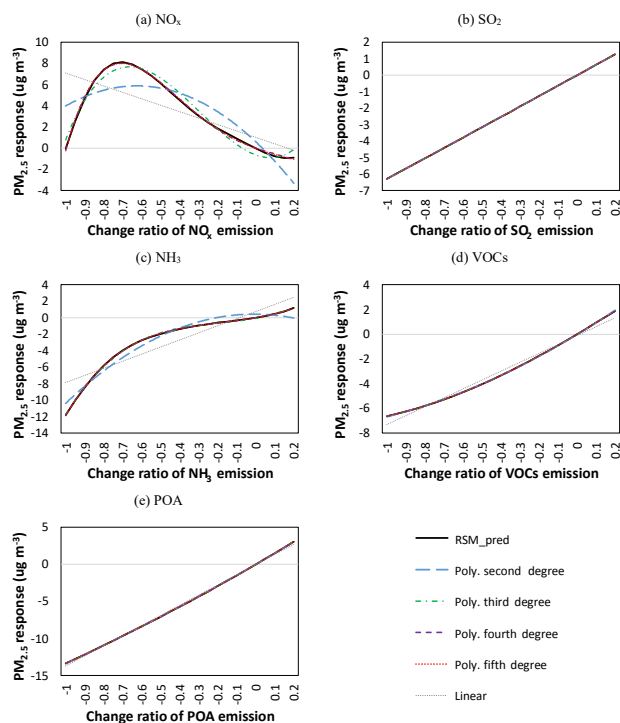 (a) NOₓ
PM₂.₅ response (ug m⁻³)
10
8
6
4
2
0
-2
-4
-1 -0.9 -0.8 -0.7 -0.6 -0.5 -0.4 -0.3 -0.2 -0.1 0 0.1 0.2
Change ratio of NOₓ emission
(b) SO₂
PM₂.₅ response (ug m⁻³)
2
1
0
-1
-2
-3
-4
-5
-6
-7
-1 -0.9 -0.8 -0.7 -0.6 -0.5 -0.4 -0.3 -0.2 -0.1 0 0.1 0.2
Change ratio of SO₂ emission
(c) NH₃
PM₂.₅ response (ug m⁻³)
4
2
0
-2
-4
-6
-8
-10
-12
-14
-1 -0.9 -0.8 -0.7 -0.6 -0.5 -0.4 -0.3 -0.2 -0.1 0 0.1 0.2
Change ratio of NH₃ emission
(d) VOCs
PM₂.₅ response (ug m⁻³)
4
2
0
-2
-4
-6
-8
-1 -0.9 -0.8 -0.7 -0.6 -0.5 -0.4 -0.3 -0.2 -0.1 0 0.1 0.2
Change ratio of VOCs emission
(e) POA
PM₂.₅ response (ug m⁻³)
5
0
-5
-10
-15
-1 -0.9 -0.8 -0.7 -0.6 -0.5 -0.4 -0.3 -0.2 -0.1 0 0.1 0.2
Change ratio of POA emission
RSM_pred
Poly. second degree
Poly. third degree
Poly. fourth degree
Poly. fifth degree
Linear